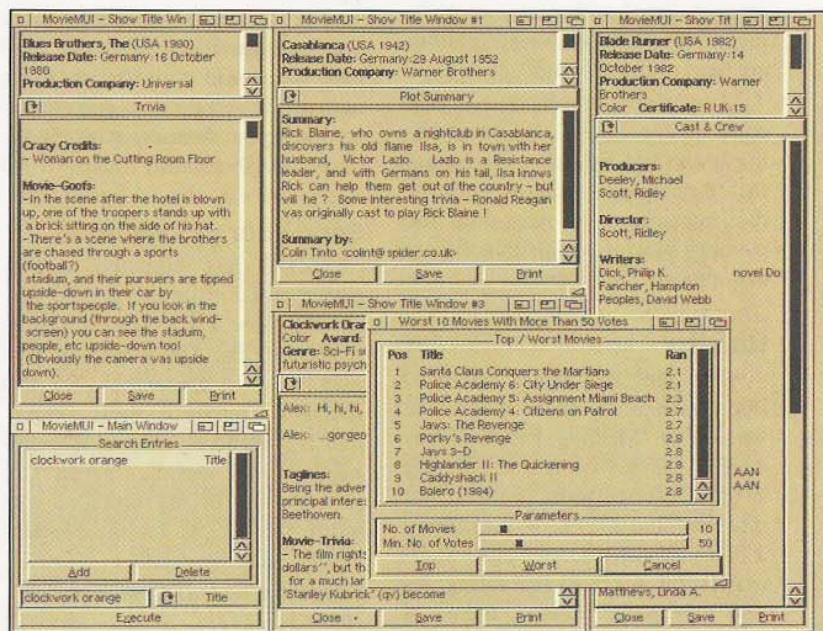 MovieMUI - Show Title Win
Blues Brothers, The (USA 1980)
Release Date: Germany:16 October
1980
Production Company: Universal
Trivia
Crazy Credits:
- Woman on the Cutting Room Floor
Movie-Goofs:
-In the scene after the hotel is blown
up, one of the troopers stands up with
a brick sitting on the side of his hat.
-There's a scene where the brothers
are chased through a sports
(football?)
stadium, and their pursuers are tipped
upside-down in their car by
the sportspeople. If you look in the
background (through the back wind-
screen) you can see the stadium,
people, etc upside-down too!
(Obviously the camera was upside
down).
Close Save Print
MovieMUI - Main Window
Search Entries
clockwork orange Title
Add Delete
clockwork orange Title
Execute
MovieMUI - Show Title Window #1
Casablanca (USA 1942)
Release Date: Germany:29 August 1952
Production Company: Warner Brothers
Plot Summary
Summary:
Rick Blaine, who owns a nightclub in Casablanca,
discovers his old flame Ilsa, is in town with her
husband, Victor Lazlo. Lazlo is a Resistance
leader, and with Germans on his tail, Ilsa knows
Rick can help them get out of the country - but
will he ? Some interesting trivia - Ronald Reagan
was originally cast to play Rick Blaine !
Summary by:
Colin Tinto <colint@spider.co.uk>
Close Save Print
MovieMUI - Show Title Window #3
Clockwork Oran
Color Award:
Genre: Sci-Fi s
futuristic psych
Alex: Hi, hi, hi,
Alex: ...gorgeo
Taglines:
Being the adven
principal interes
Beethoven.
Movie-Trivia:
- The film rights
dollars'', but th
for a much lar
'Stanley Kubrick' (qv) become
Close Save Print
Worst 10 Movies With More Than 50 Votes
Top / Worst Movies
Pos Title Ran
1 Santa Claus Conquers the Martians 2.1
2 Police Academy 6: City Under Siege 2.1
3 Police Academy 5: Assignment Miami Beach 2.3
4 Police Academy 4: Citizens on Patrol 2.7
5 Jaws: The Revenge 2.7
6 Porky's Revenge 2.8
7 Jaws 3-D 2.8
8 Highlander II: The Quickening 2.8
9 Caddyshack II 2.8
10 Bolero (1984) 2.8
Parameters
No. of Movies 10
Min. No. of Votes 50
Top Worst Cancel
MovieMUI - Show Tit
Blade Runner (USA 1982)
Release Date: Germany:14
October 1982
Production Company: Warner
Brothers
Color Certificate: R UK:15
Cast & Crew
Producers:
Deeley, Michael
Scott, Ridley
Director:
Scott, Ridley
Writers:
Dick, Philip K. novel Do
Fancher, Hampton
Peoples, David Webb
AAN
AAN
Matthews, Linda A.
Close Save Print